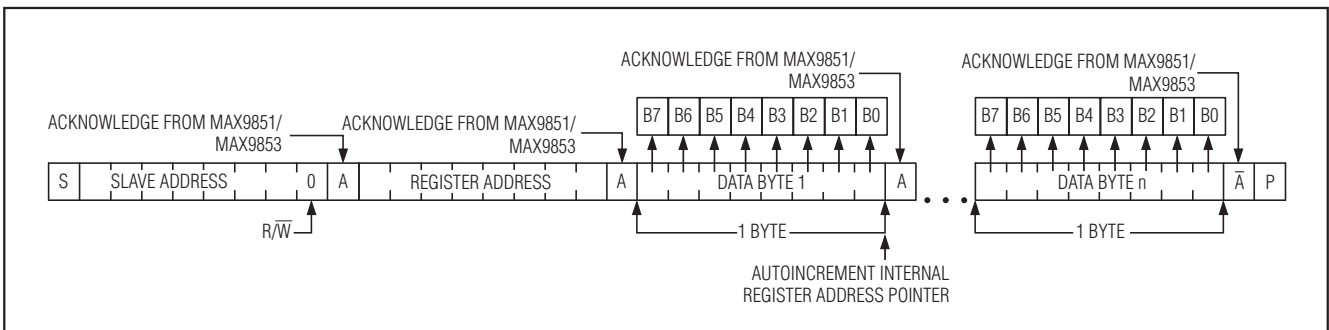 ACKNOWLEDGE FROM MAX9851/
MAX9853
ACKNOWLEDGE FROM MAX9851/
MAX9853
ACKNOWLEDGE FROM MAX9851/
MAX9853
ACKNOWLEDGE FROM MAX9851/
MAX9853
B7 B6 B5 B4 B3 B2 B1 B0
B7 B6 B5 B4 B3 B2 B1 B0
S SLAVE ADDRESS 0 A REGISTER ADDRESS A DATA BYTE 1 A • • • DATA BYTE n A̅ P
R/W̅
1 BYTE
1 BYTE
AUTOINCREMENT INTERNAL
REGISTER ADDRESS POINTER